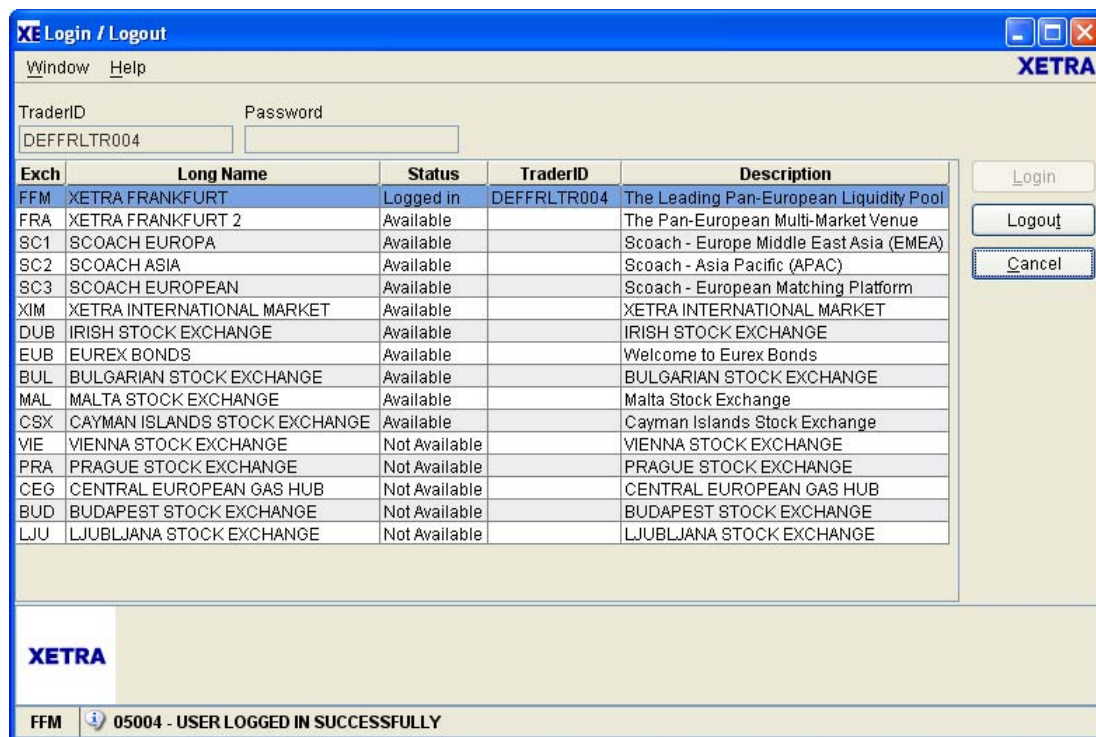 XE Login / Logout
Window Help XETRA
TraderID Password
DEFFRLTR004
Exch Long Name Status TraderID Description
FFM XETRA FRANKFURT Logged in DEFFRLTR004 The Leading Pan-European Liquidity Pool
FRA XETRA FRANKFURT 2 Available The Pan-European Multi-Market Venue
SC1 SCOACH EUROPA Available Scoach - Europe Middle East Asia (EMEA)
SC2 SCOACH ASIA Available Scoach - Asia Pacific (APAC)
SC3 SCOACH EUROPEAN Available Scoach - European Matching Platform
XIM XETRA INTERNATIONAL MARKET Available XETRA INTERNATIONAL MARKET
DUB IRISH STOCK EXCHANGE Available IRISH STOCK EXCHANGE
EUB EUREX BONDS Available Welcome to Eurex Bonds
BUL BULGARIAN STOCK EXCHANGE Available BULGARIAN STOCK EXCHANGE
MAL MALTA STOCK EXCHANGE Available Malta Stock Exchange
CSX CAYMAN ISLANDS STOCK EXCHANGE Available Cayman Islands Stock Exchange
VIE VIENNA STOCK EXCHANGE Not Available VIENNA STOCK EXCHANGE
PRA PRAGUE STOCK EXCHANGE Not Available PRAGUE STOCK EXCHANGE
CEG CENTRAL EUROPEAN GAS HUB Not Available CENTRAL EUROPEAN GAS HUB
BUD BUDAPEST STOCK EXCHANGE Not Available BUDAPEST STOCK EXCHANGE
LJU LJUBLJANA STOCK EXCHANGE Not Available LJUBLJANA STOCK EXCHANGE
Login
Logout
Cancel
XETRA
FFM 05004 - USER LOGGED IN SUCCESSFULLY